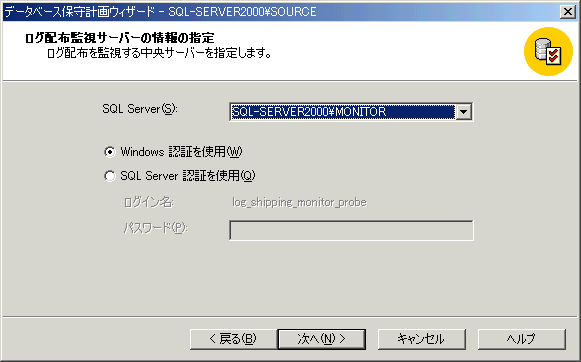 データベース保守計画ウィザード - SQL-SERVER2000¥SOURCE
ログ配布監視サーバーの情報の指定
ログ配布を監視する中央サーバーを指定します。
SQL Server(S): SQL-SERVER2000¥MONITOR
Windows 認証を使用(W)
SQL Server 認証を使用(Q)
ログイン名: log_shipping_monitor_probe
パスワード(P):
< 戻る(B) 次へ(N) > キャンセル ヘルプ